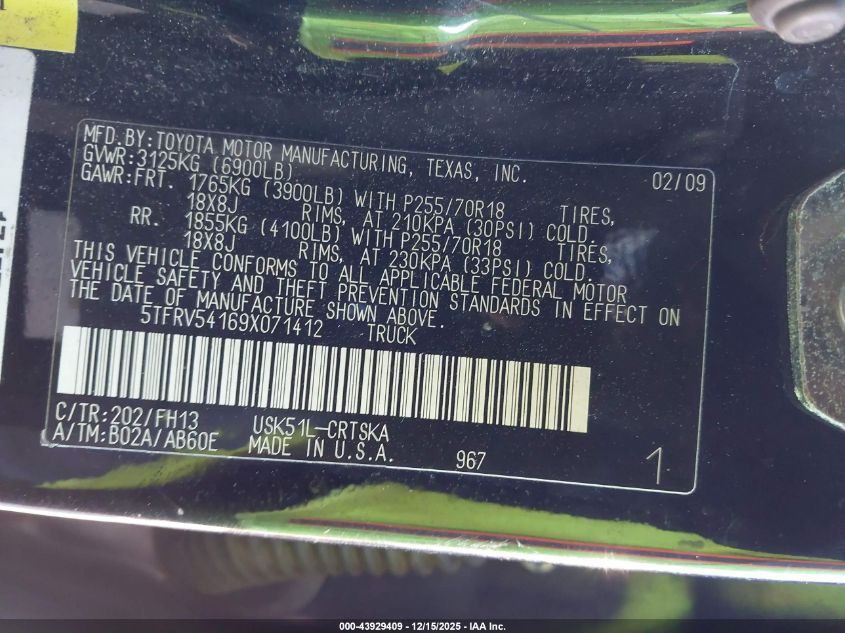 MFD.BY:TOYOTA MOTOR MANUFACTURING, TEXAS, INC. 02/09
GVWR:3125KG (6900LB)
GAWR:FRT. 1765KG (3900LB) WITH P255/70R18 TIRES,
18X8J RIMS, AT 210KPA (30PSI) COLD
RR. 1855KG (4100LB) WITH P255/70R18 TIRES,
18X8J RIMS, AT 230KPA (33PSI) COLD.
THIS VEHICLE CONFORMS TO ALL APPLICABLE FEDERAL MOTOR
VEHICLE SAFETY AND THEFT PREVENTION STANDARDS IN EFFECT ON
THE DATE OF MANUFACTURE SHOWN ABOVE.
5TFRV54169X071412 TRUCK
C/TR:202/FH13 USK51L-CRTSKA
A/TM:B02A/AB60E MADE IN U.S.A. 967 1
000-43929409 - 12/15/2025 - IAA Inc.